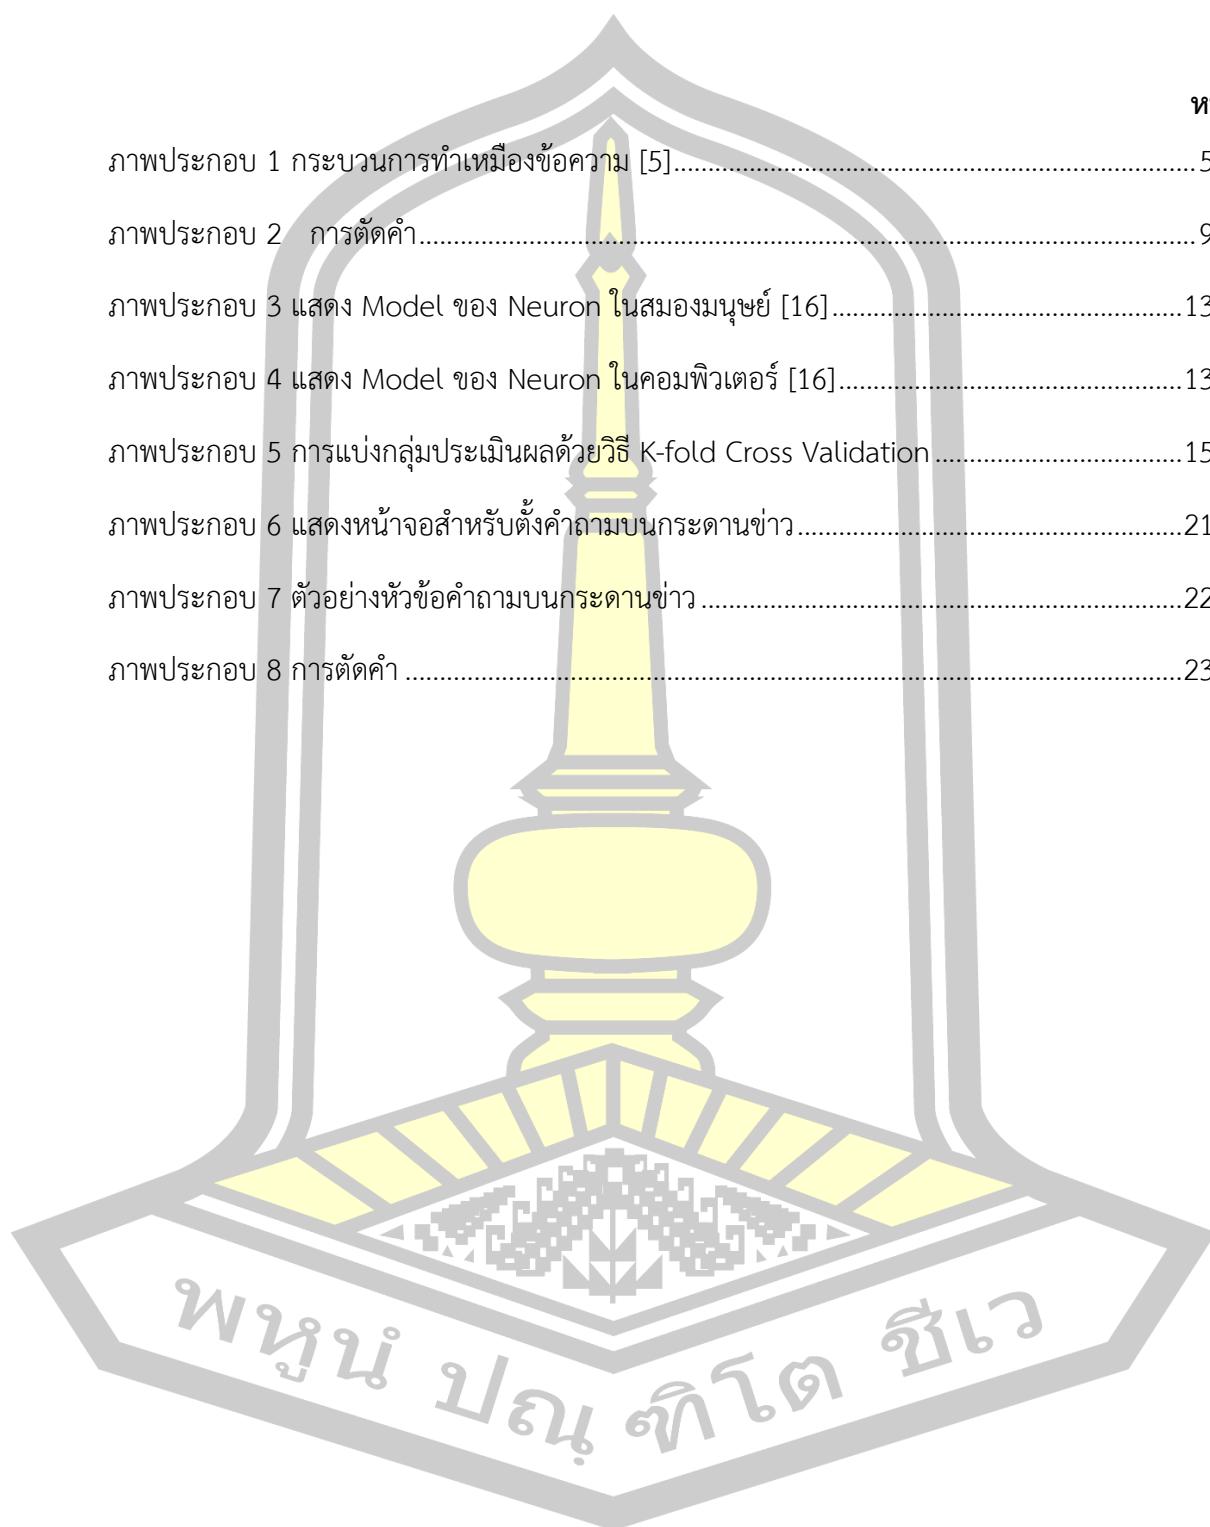 ห
ภาพประกอบ 1 กระบวนการทำเหมืองข้อความ [5]........................................................................5
ภาพประกอบ 2 การตัดคำ........................................................................9
ภาพประกอบ 3 แสดง Model ของ Neuron ในสมองมนุษย์ [16]........................................................13
ภาพประกอบ 4 แสดง Model ของ Neuron ในคอมพิวเตอร์ [16]........................................................13
ภาพประกอบ 5 การแบ่งกลุ่มประเมินผลด้วยวิธี K-fold Cross Validation........................................15
ภาพประกอบ 6 แสดงหน้าจอสำหรับตั้งคำถามบนกระดานข่าว........................................................21
ภาพประกอบ 7 ตัวอย่างหัวข้อคำถามบนกระดานข่าว........................................................22
ภาพประกอบ 8 การตัดคำ........................................................................23
พหูนํ ปณฺฑิโต ชีเว